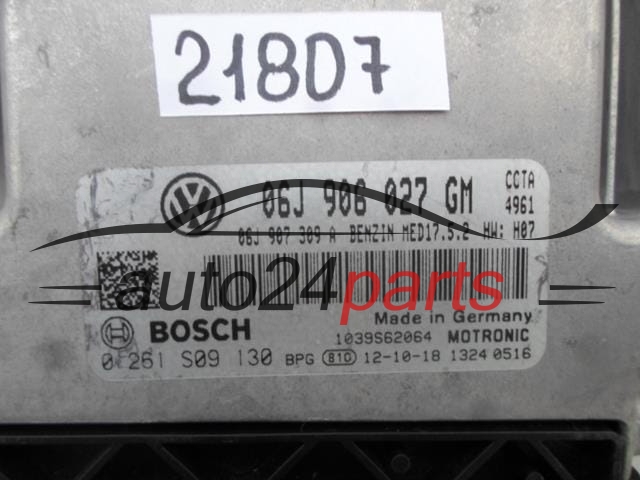 21807
06J 906 027 GM
CCTA
4961
06J 907 309 A BENZIN MED17.5.2 HW: H07
auto24parts
Made in Germany
BOSCH
1039S62064 MOTRONIC
0 261 S09 130 BPG 810 12-10-18 1324 0516